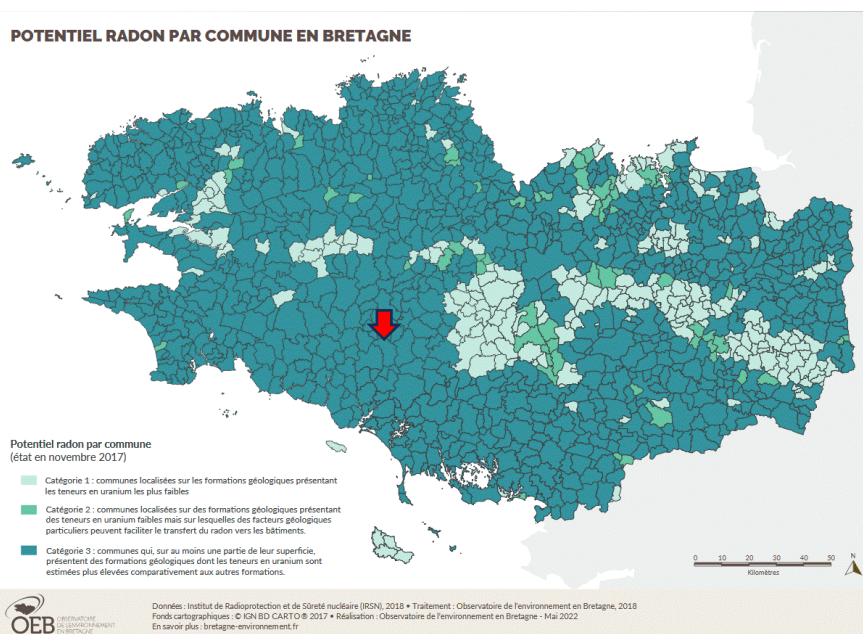 POTENTIEL RADON PAR COMMUNE EN BRETAGNE
Potentiel radon par commune
(état en novembre 2017)
Catégorie 1 : communes localisées sur les formations géologiques présentant
les teneurs en uranium les plus faibles
Catégorie 2 : communes localisées sur des formations géologiques présentant
des teneurs en uranium faibles mais sur lesquelles des facteurs géologiques
particuliers peuvent faciliter le transfert du radon vers les bâtiments.
Catégorie 3 : communes qui, sur au moins une partie de leur superficie,
présentent des formations géologiques dont les teneurs en uranium sont
estimées plus élevées comparativement aux autres formations.
0 10 20 30 40 50
Kilomètres
N
OEB
OBSERVATOIRE
DE L'ENVIRONNEMENT
EN BRETAGNE
Données : Institut de Radioprotection et de Sûreté nucléaire (IRSN), 2018 • Traitement : Observatoire de l'environnement en Bretagne, 2018
Fonds cartographiques : © IGN BD CARTO ® 2017 • Réalisation : Observatoire de l'environnement en Bretagne - Mai 2022
En savoir plus : bretagne-environnement.fr